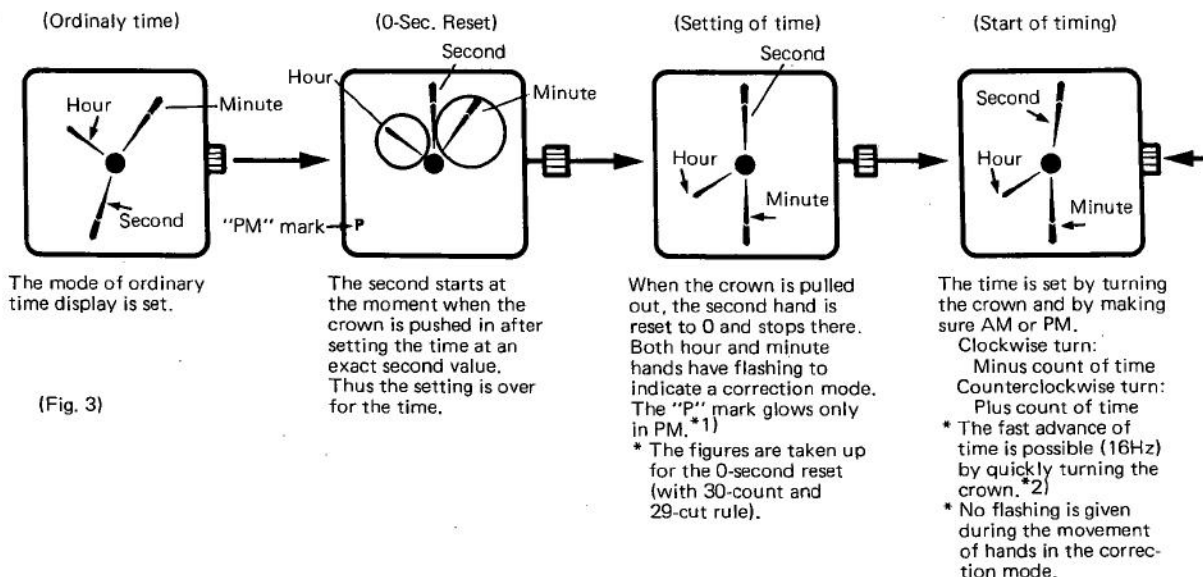 (Ordinaly time)
(0-Sec. Reset)
(Setting of time)
(Start of timing)
Hour
Minute
Second
Second
Hour
Minute
"PM" mark
P
Second
Hour
Minute
Second
Hour
Minute
The mode of ordinary
time display is set.
(Fig. 3)
The second starts at
the moment when the
crown is pushed in after
setting the time at an
exact second value.
Thus the setting is over
for the time.
When the crown is pulled
out, the second hand is
reset to 0 and stops there.
Both hour and minute
hands have flashing to
indicate a correction mode.
The "P" mark glows only
in PM.*1)
* The figures are taken up
for the 0-second reset
(with 30-count and
29-cut rule).
The time is set by turning
the crown and by making
sure AM or PM.
Clockwise turn:
Minus count of time
Counterclockwise turn:
Plus count of time
* The fast advance of
time is possible (16Hz)
by quickly turning the
crown.*2)
* No flashing is given
during the movement
of hands in the correc-
tion mode.